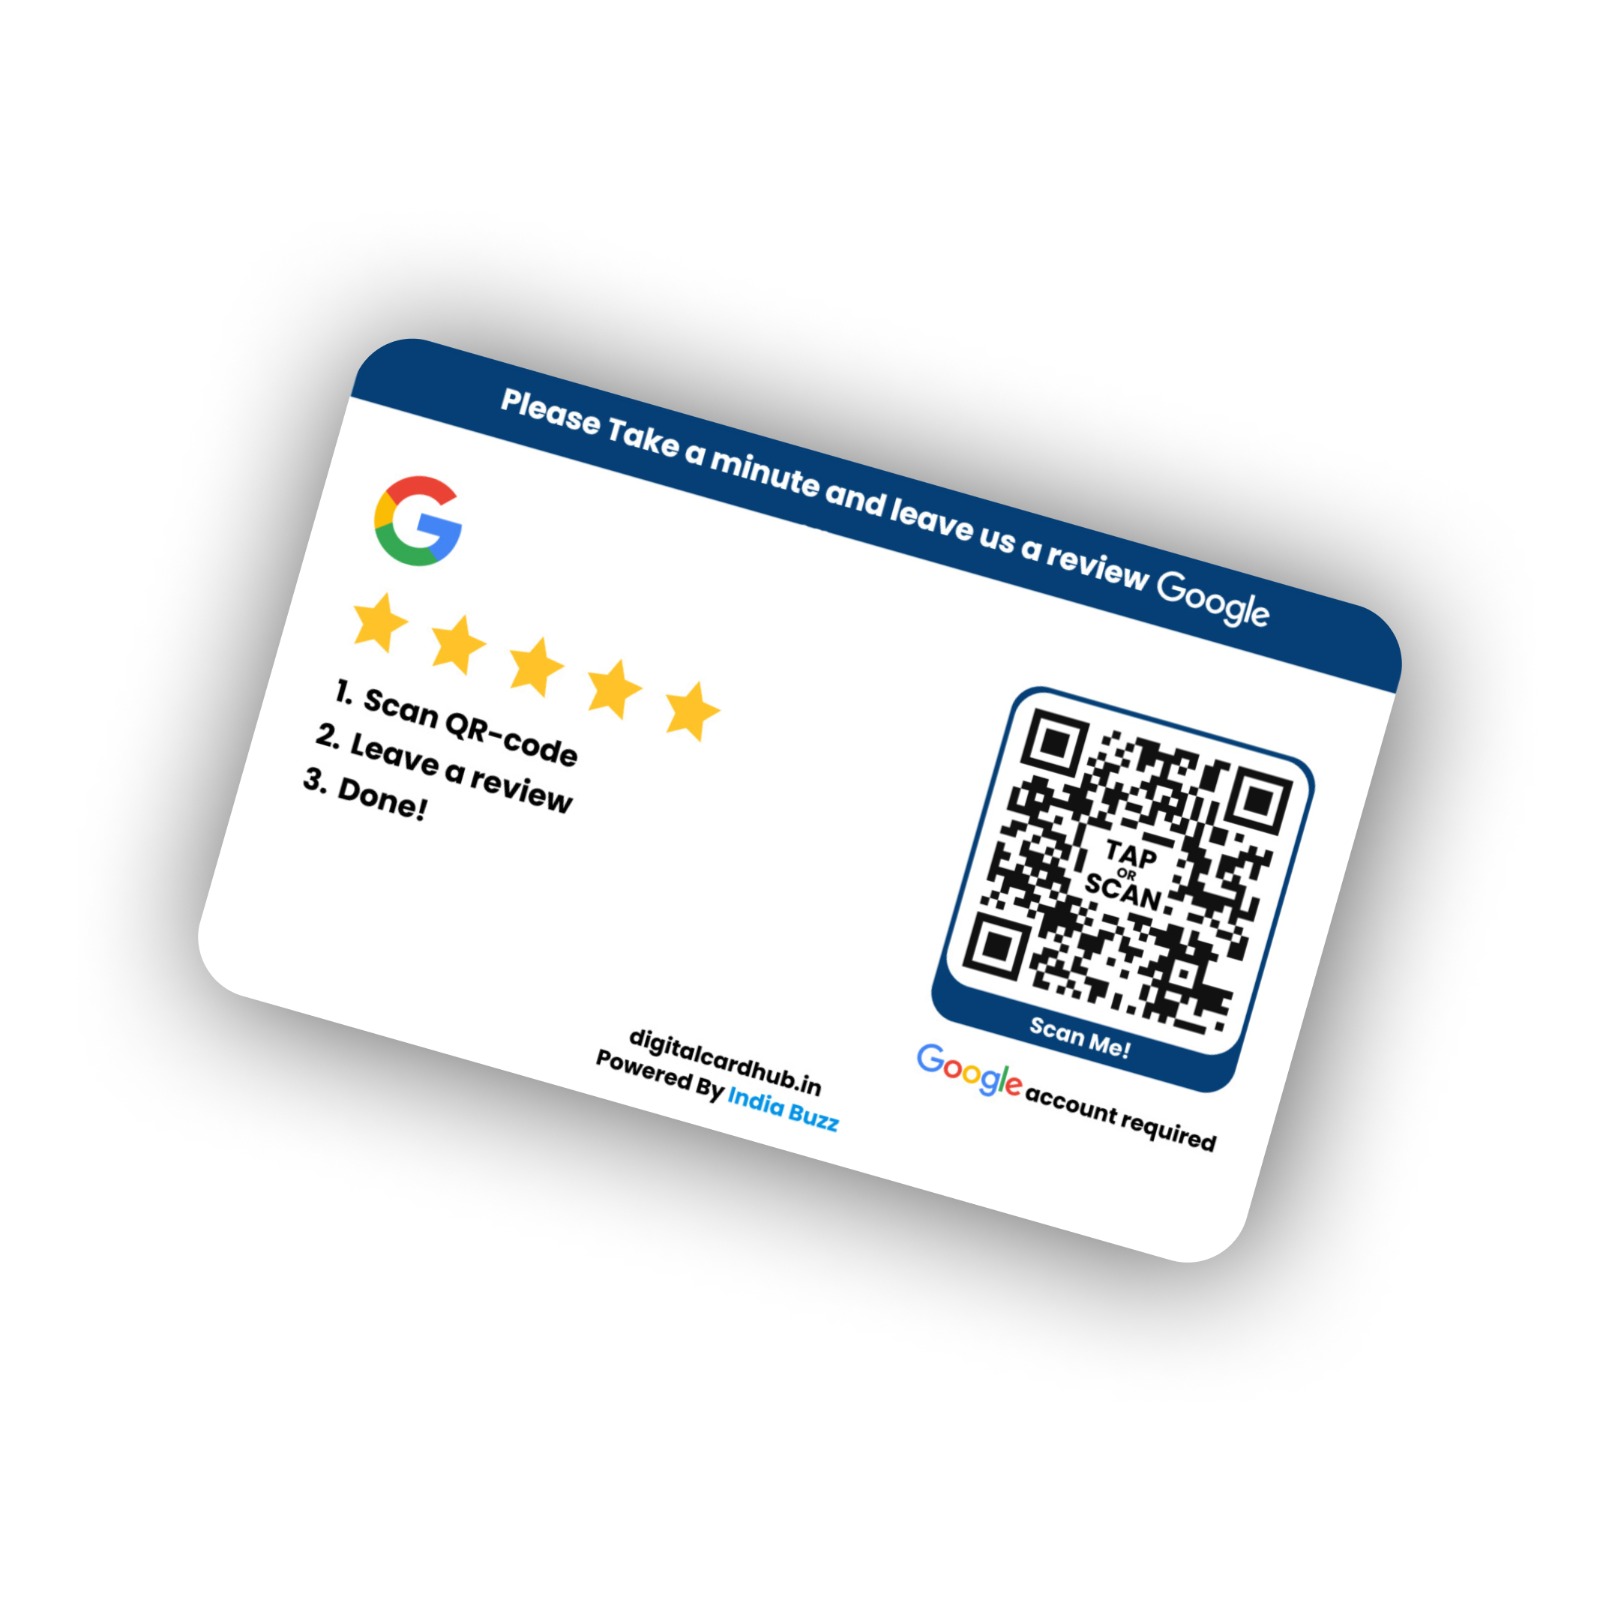 Please Take a minute and leave us a review Google
1. Scan QR-code
2. Leave a review
3. Done!
TAP
OR
SCAN
Scan Me!
Google account required
digitalcardhub.in
Powered By India Buzz